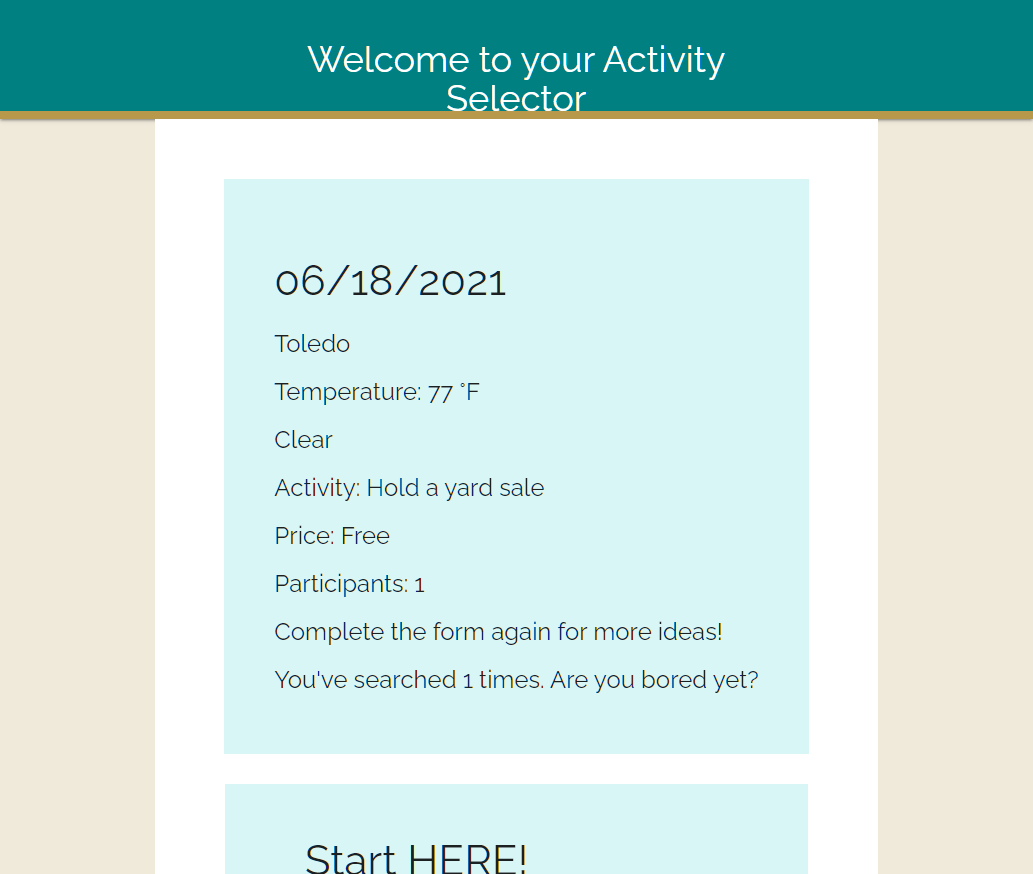 Welcome to your Activity
Selector
06/18/2021
Toledo
Temperature: 77 °F
Clear
Activity: Hold a yard sale
Price: Free
Participants: 1
Complete the form again for more ideas!
You've searched 1 times. Are you bored yet?
Start HERE!